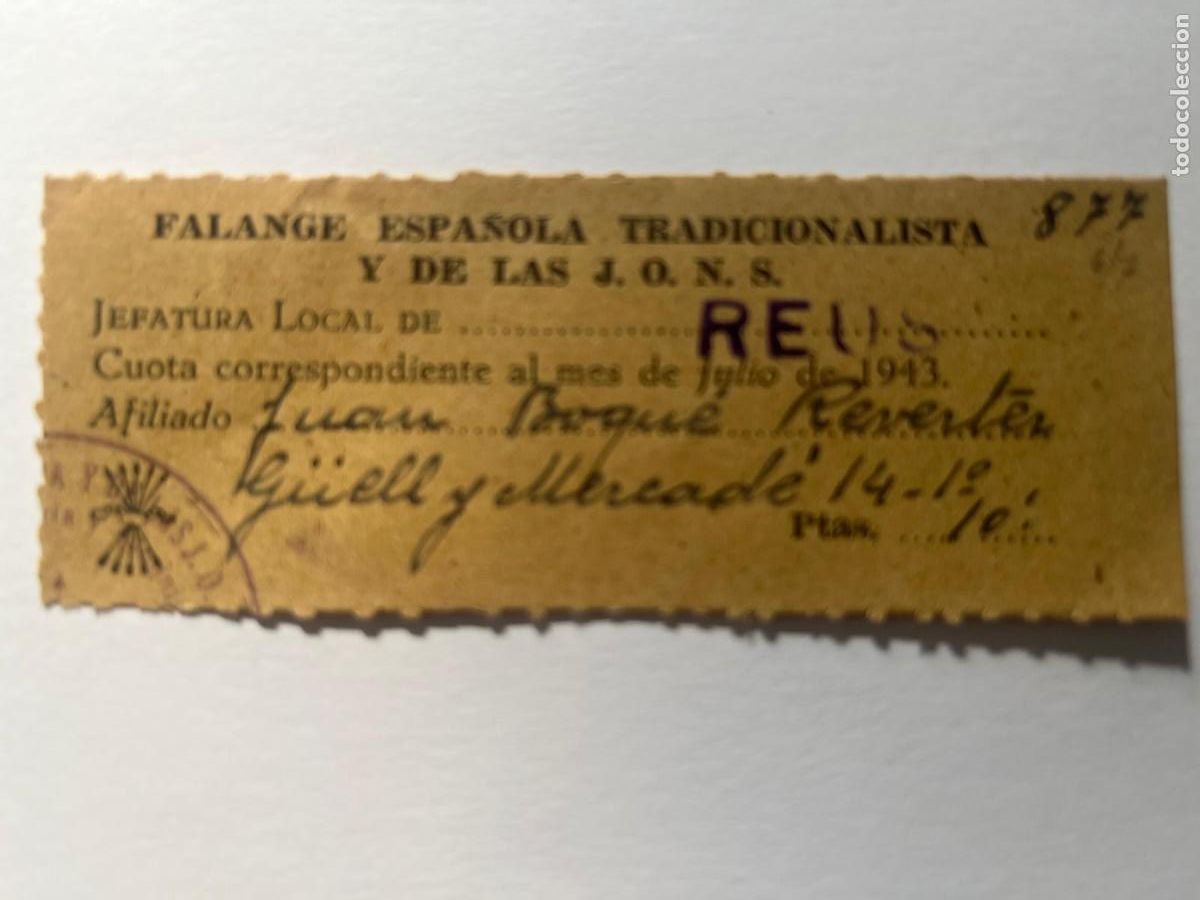 FALANGE ESPAÑOLA TRADICIONALISTA
Y DE LAS J. O. N. S.
877
JEFATURA LOCAL DE REUS
Cuota correspondiente al mes de Julio de 1943.
Afiliado Juan Boqué Revertér
Güell y Mercadé 14-1º
Ptas. 10.
todocoleccion